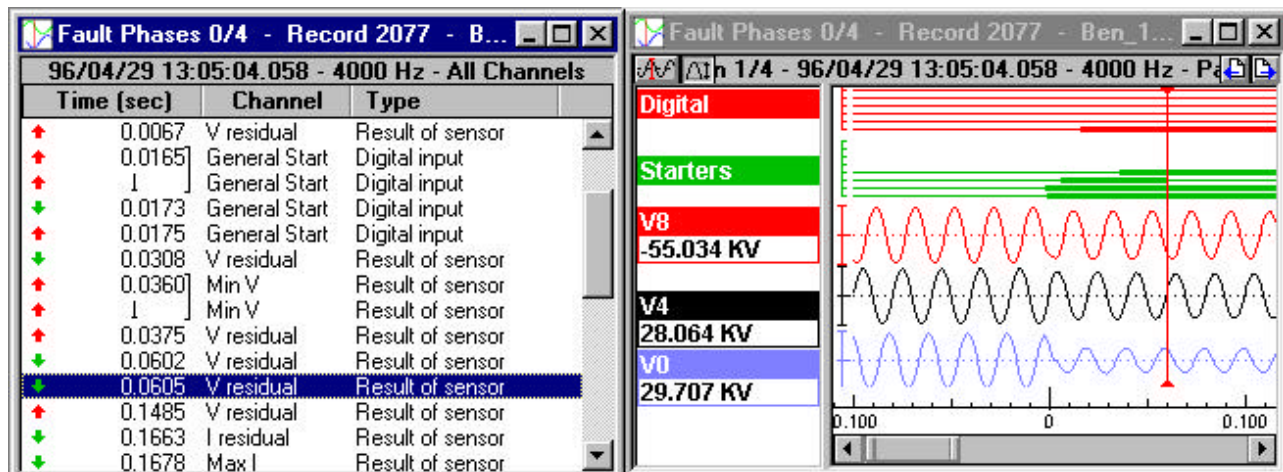 Fault Phases 0/4 - Record 2077 - B...
96/04/29 13:05:04.058 - 4000 Hz - All Channels
Time (sec) Channel Type
0.0067 V residual Result of sensor
0.0165] General Start Digital input
1 ] General Start Digital input
0.0173 General Start Digital input
0.0175 General Start Digital input
0.0308 V residual Result of sensor
0.0360] Min V Result of sensor
1 ] Min V Result of sensor
0.0375 V residual Result of sensor
0.0602 V residual Result of sensor
0.0605 V residual Result of sensor
0.1485 V residual Result of sensor
0.1663 I residual Result of sensor
0.1678 Max I Result of sensor
Fault Phases 0/4 - Record 2077 - Ben_1...
n 1/4 - 96/04/29 13:05:04.058 - 4000 Hz - Pa
Digital
Starters
V8
-55.034 KV
V4
28.064 KV
V0
29.707 KV
0.100 0 0.100